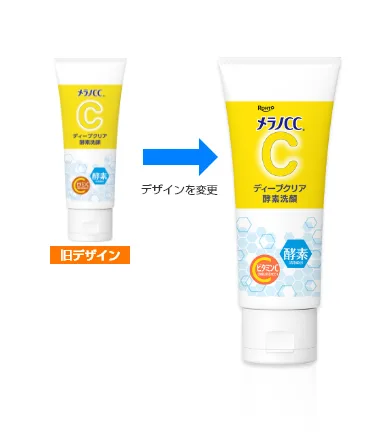 メラノCC
C
ディープクリア
酵素洗顔
酵素
旧デザイン
デザインを変更
ROHTO
メラノCC
C
ディープクリア
酵素洗顔
ビタミンC
酵素